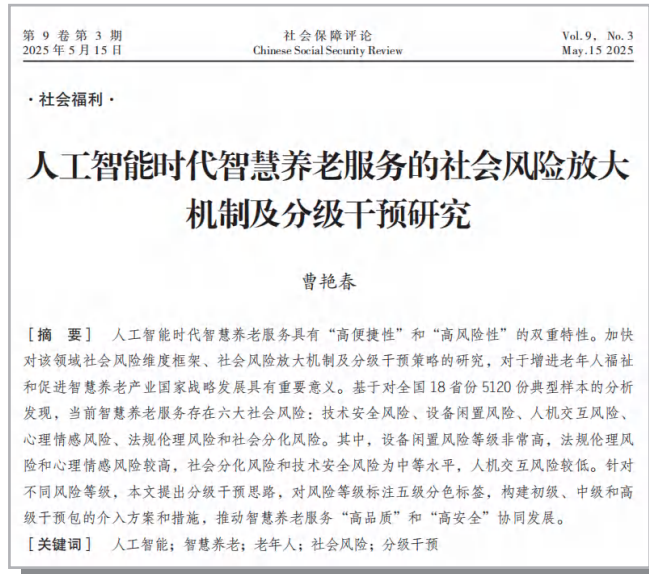 第9卷第3期 社会保障评论 Vol.9, No.3
2025年5月15日 Chinese Social Security Review May.15 2025
·社会福利·
人工智能时代智慧养老服务的社会风险放大
机制及分级干预研究
曹艳春
[摘 要] 人工智能时代智慧养老服务具有“高便捷性”和“高风险性”的双重特性。加快
对该领域社会风险维度框架、社会风险放大机制及分级干预策略的研究，对于增进老年人福祉
和促进智慧养老产业国家战略发展具有重要意义。基于对全国18省份5120份典型样本的分析
发现，当前智慧养老服务存在六大社会风险：技术安全风险、设备闲置风险、人机交互风险、
心理情感风险、法规伦理风险和社会分化风险。其中，设备闲置风险等级非常高，法规伦理风
险和心理情感风险较高，社会分化风险和技术安全风险为中等水平，人机交互风险较低。针对
不同风险等级，本文提出分级干预思路，对风险等级标注五级分色标签，构建初级、中级和高
级干预包的介入方案和措施，推动智慧养老服务“高品质”和“高安全”协同发展。
[关键词] 人工智能；智慧养老；老年人；社会风险；分级干预